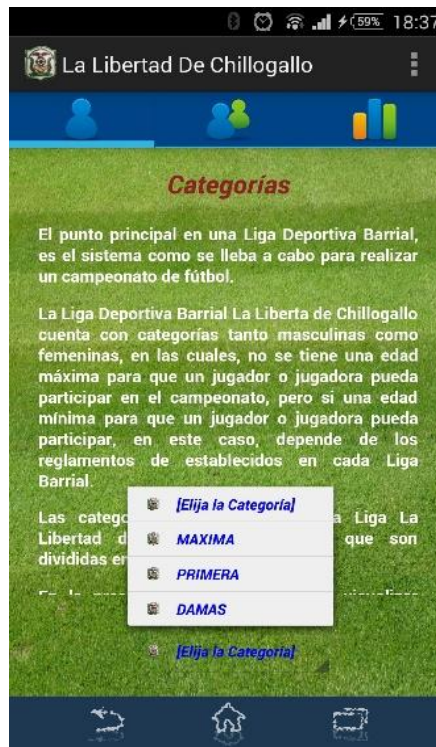 59% 18:37
La Libertad De Chillogallo
Categorías
El punto principal en una Liga Deportiva Barrial,
es el sistema como se lleba a cabo para realizar
un campeonato de fútbol.
La Liga Deportiva Barrial La Liberta de Chillogallo
cuenta con categorías tanto masculinas como
femeninas, en las cuales, no se tiene una edad
máxima para que un jugador o jugadora pueda
participar en el campeonato, pero si una edad
mínima para que un jugador o jugadora pueda
participar, en este caso, depende de los
reglamentos de establecidos en cada Liga
Barrial.
Las a Liga La
Libertad que son
divididas
[Elija la Categoría]
MAXIMA
PRIMERA
DAMAS
[Elija la Categoría]